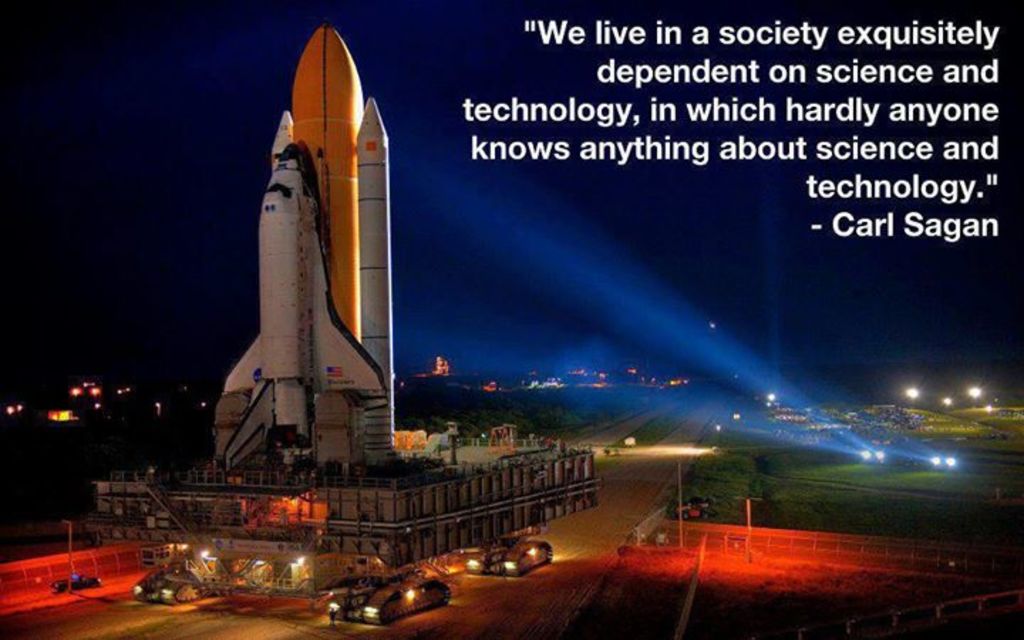 "We live in a society exquisitely
dependent on science and
technology, in which hardly anyone
knows anything about science and
technology."
- Carl Sagan